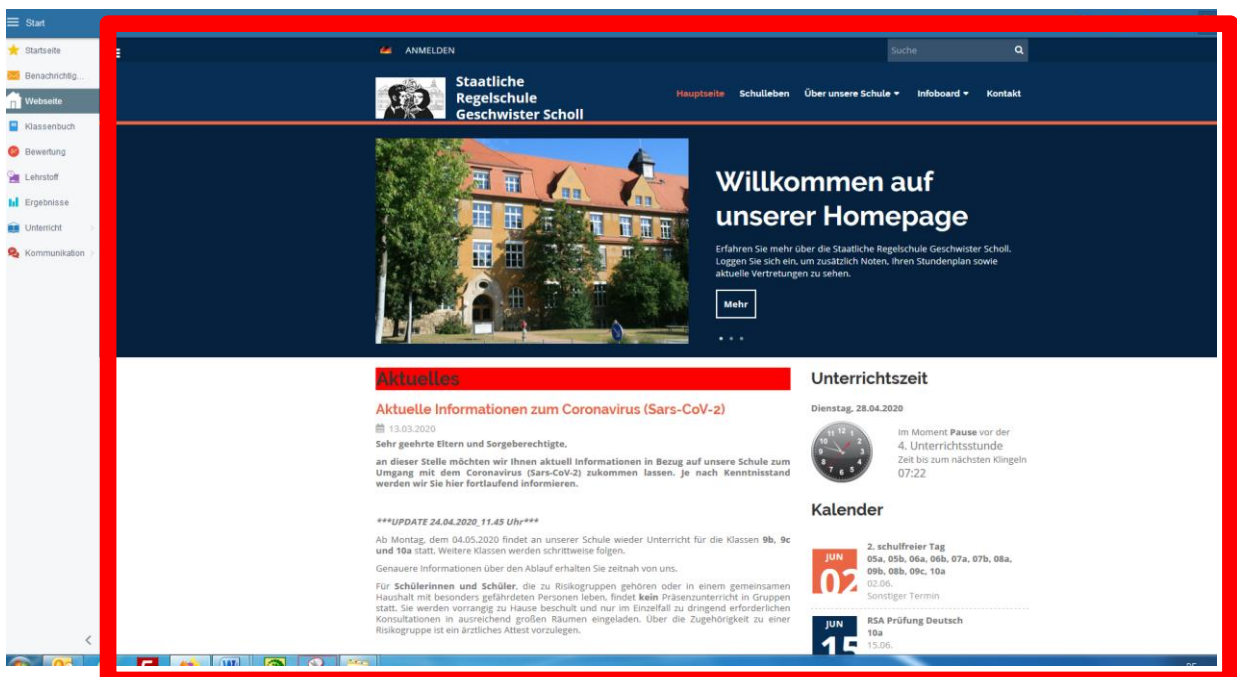 Start
Startseite
Benachrichtig...
Webseite
Klassenbuch
Bewertung
Lehrstoff
Ergebnisse
Unterricht
Kommunikation
ANMELDEN
Suche
Staatliche
Regelschule
Geschwister Scholl
Hauptseite Schulleben Über unsere Schule Infoboard Kontakt
Willkommen auf
unserer Homepage
Erfahren Sie mehr über die Staatliche Regelschule Geschwister Scholl.
Loggen Sie sich ein, um zusätzlich Noten, Ihren Stundenplan sowie
aktuelle Vertretungen zu sehen.
Mehr
Aktuelles
Aktuelle Informationen zum Coronavirus (Sars-CoV-2)
13.03.2020
Sehr geehrte Eltern und Sorgeberechtigte,
an dieser Stelle möchten wir Ihnen aktuell Informationen in Bezug auf unsere Schule zum
Umgang mit dem Coronavirus (Sars-CoV-2) zukommen lassen. Je nach Kenntnisstand
werden wir Sie hier fortlaufend informieren.
***UPDATE 24.04.2020_11.45 Uhr***
Ab Montag, dem 04.05.2020 findet an unserer Schule wieder Unterricht für die Klassen 9b, 9c
und 10a statt. Weitere Klassen werden schrittweise folgen.
Genauere Informationen über den Ablauf erhalten Sie zeitnah von uns.
Für Schülerinnen und Schüler, die zu Risikogruppen gehören oder in einem gemeinsamen
Haushalt mit besonders gefährdeten Personen leben, findet kein Präsenzunterricht in Gruppen
statt. Sie werden vorrangig zu Hause beschult und nur im Einzelfall zu dringend erforderlichen
Konsultationen in ausreichend großen Räumen eingeladen. Über die Zugehörigkeit zu einer
Risikogruppe ist ein ärztliches Attest vorzulegen.
Unterrichtszeit
Dienstag, 28.04.2020
Im Moment Pause vor der
4. Unterrichtsstunde
Zeit bis zum nächsten Klingeln
07:22
Kalender
JUN
02
2. schulfreier Tag
05a, 05b, 06a, 06b, 07a, 07b, 08a,
09b, 08b, 09c, 10a
02.06.
Sonstiger Termin
JUN
15
RSA Prüfung Deutsch
10a
15.06.